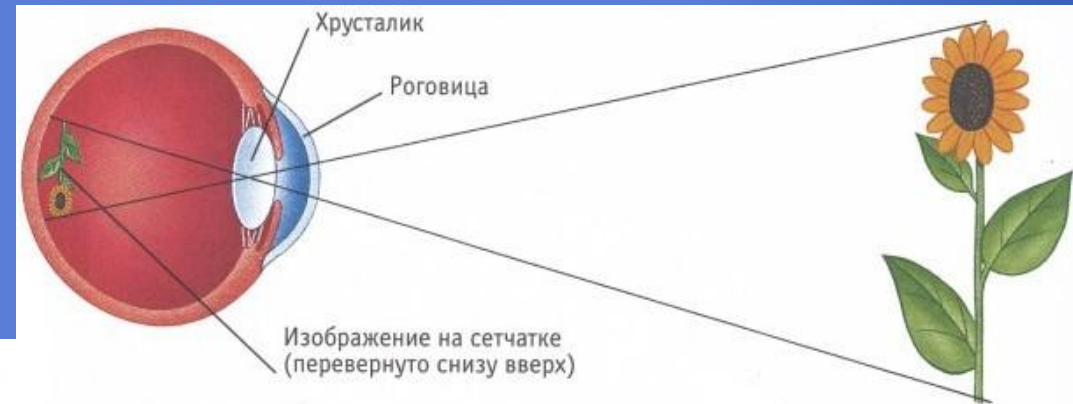 Хрусталик
Роговица
Изображение на сетчатке
(перевернуто снизу вверх)